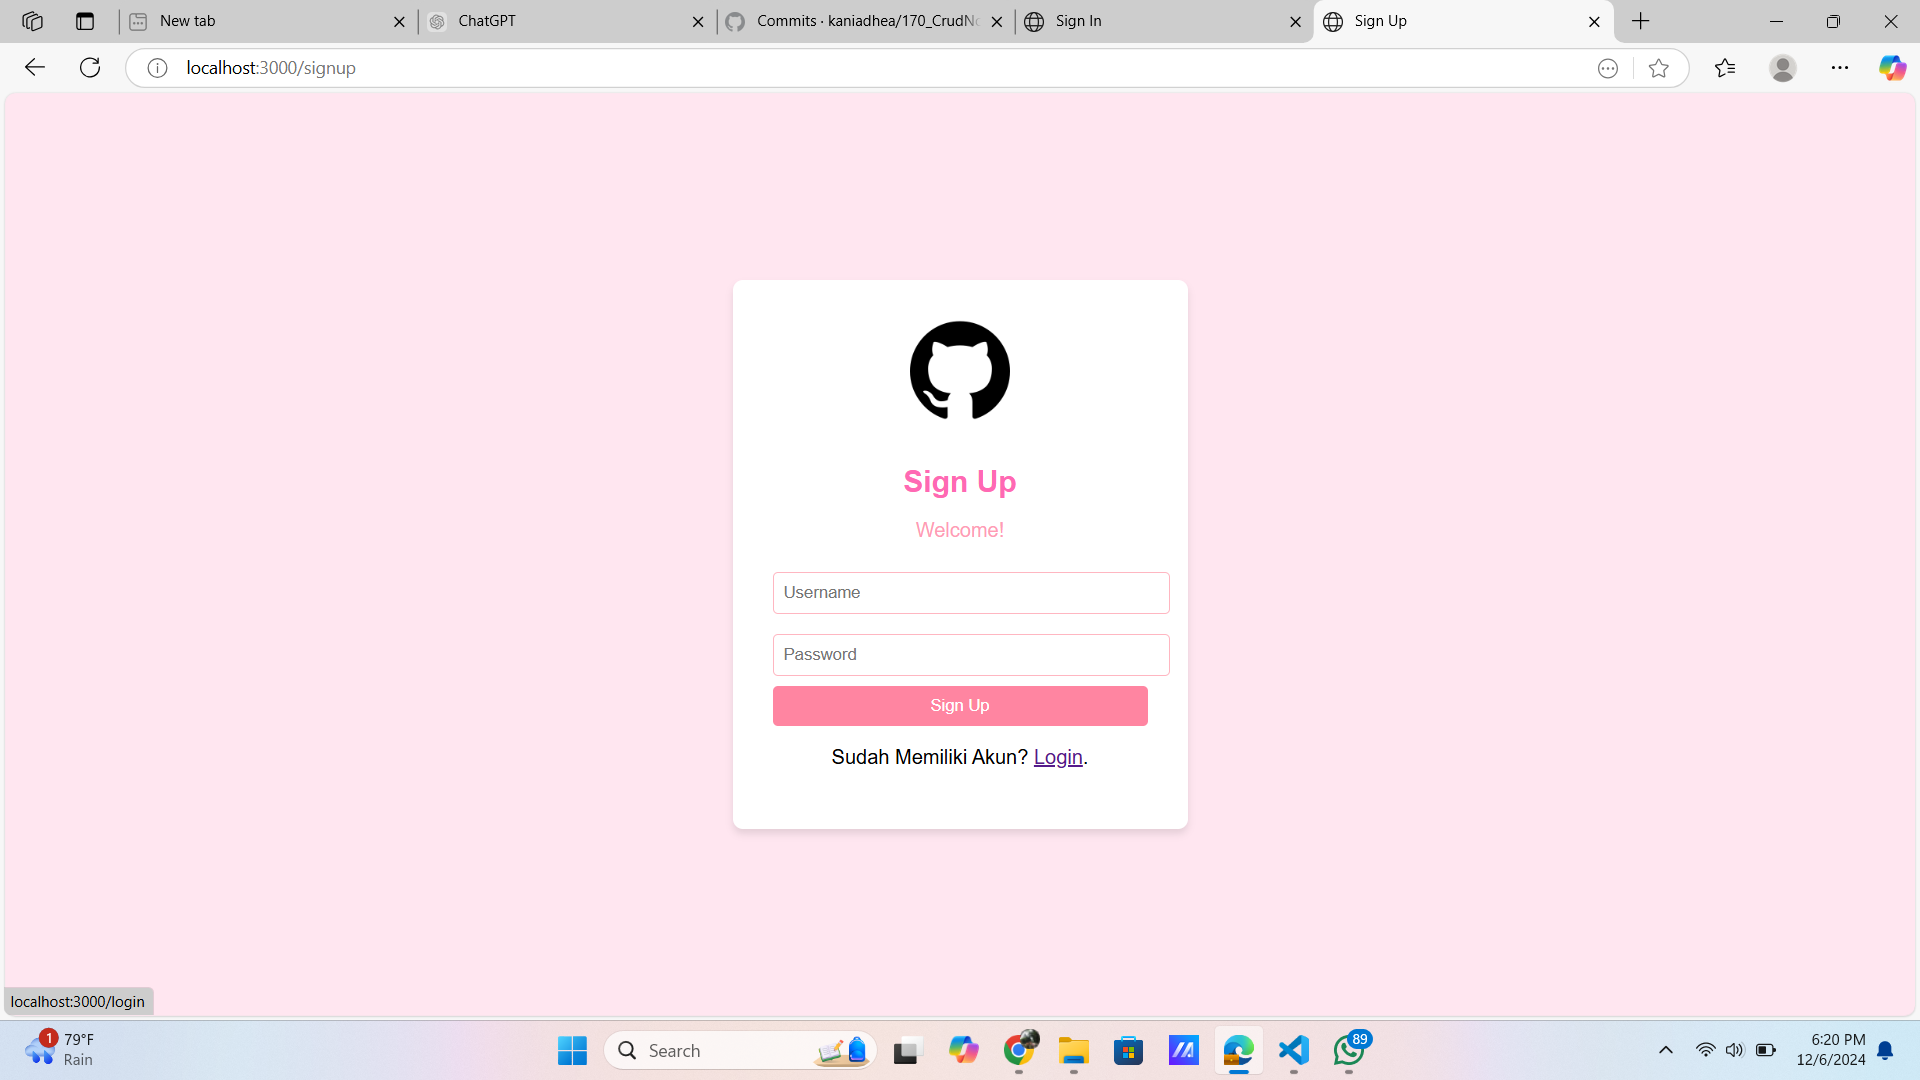 New tab
ChatGPT
Commits · kaniadhea/170_CrudNo
Sign In
Sign Up
localhost:3000/signup
Sign Up
Welcome!
Username
Password
Sign Up
Sudah Memiliki Akun? Login.
localhost:3000/login
1
79°F
Rain
Search
89
6:20 PM
12/6/2024